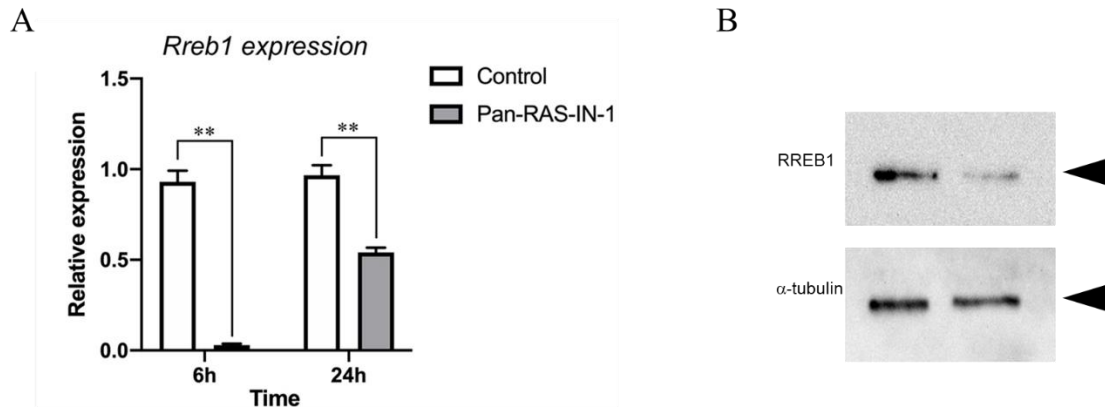 A
Rreb1 expression
Relative expression
1.5
1.0
0.5
0.0
**
**
6h
24h
Time
Control
Pan-RAS-IN-1
B
RREB1
α-tubulin